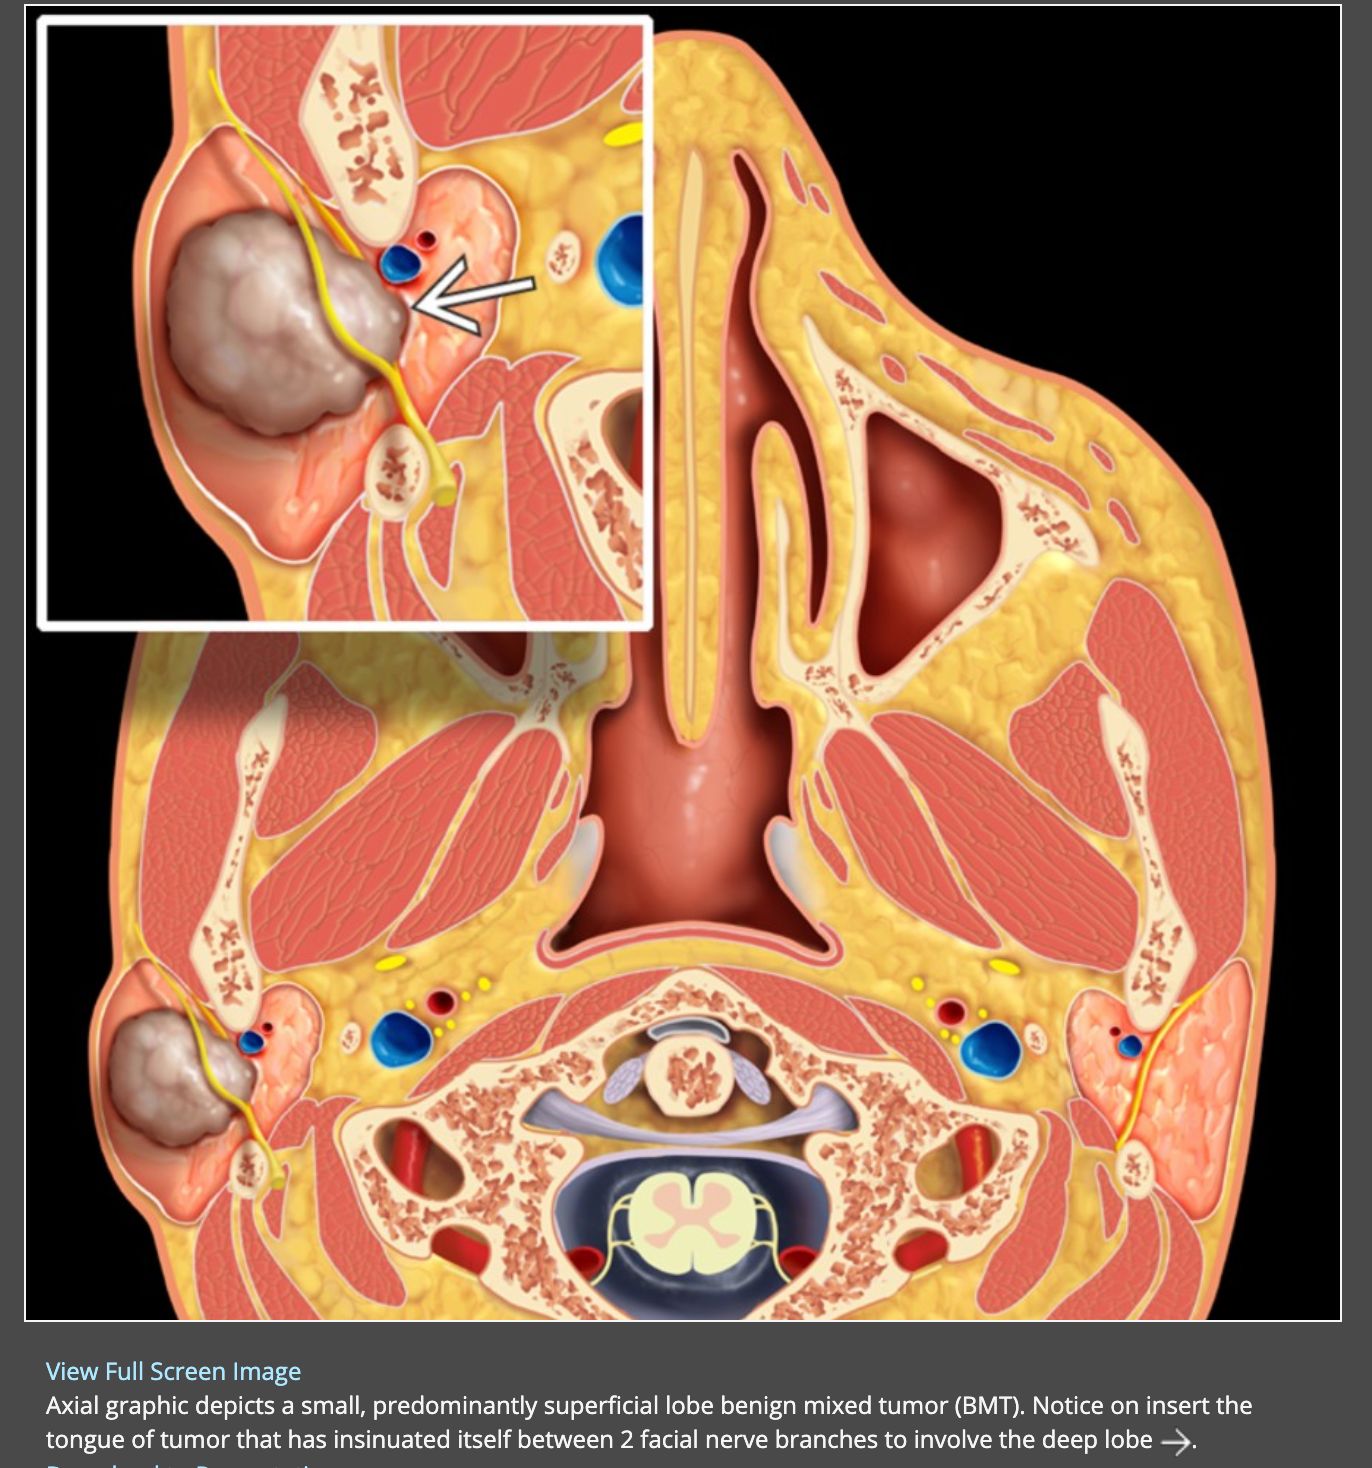 View Full Screen Image
Axial graphic depicts a small, predominantly superficial lobe benign mixed tumor (BMT). Notice on insert the
tongue of tumor that has insinuated itself between 2 facial nerve branches to involve the deep lobe →.